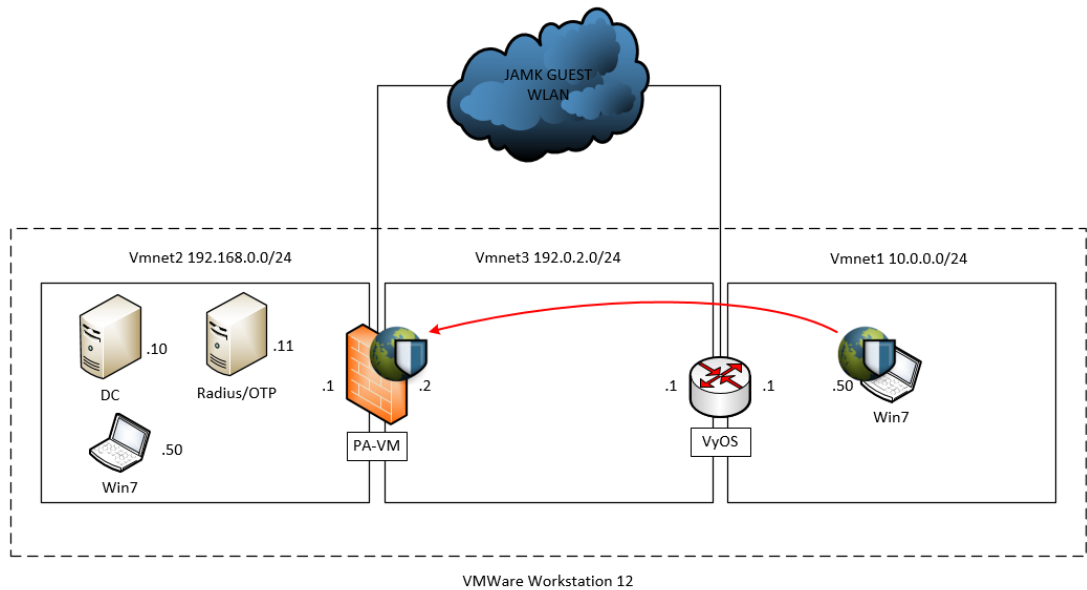 JAMK GUEST
WLAN
Vmnet2 192.168.0.0/24
Vmnet3 192.0.2.0/24
Vmnet1 10.0.0.0/24
.10
DC
.11
Radius/OTP
.50
Win7
.1
.2
PA-VM
.1
.1
VyOS
.50
Win7
VMWare Workstation 12